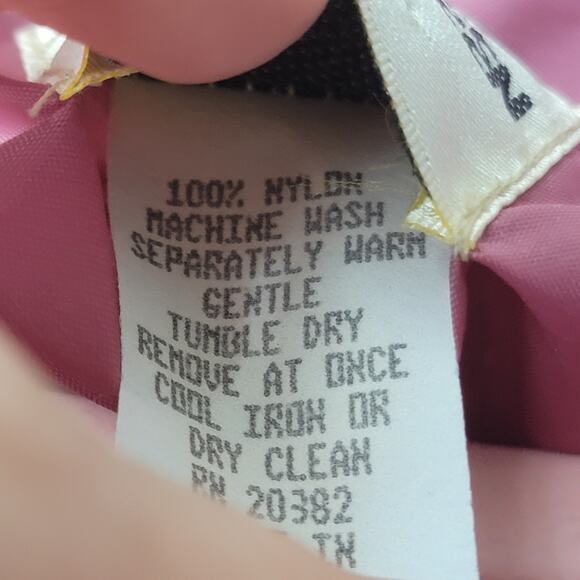 100% NYLON
MACHINE WASH
SEPARATELY WARM
GENTLE
TUMBLE DRY
REMOVE AT ONCE
COOL IRON OR
DRY CLEAN
RN 20382
IN